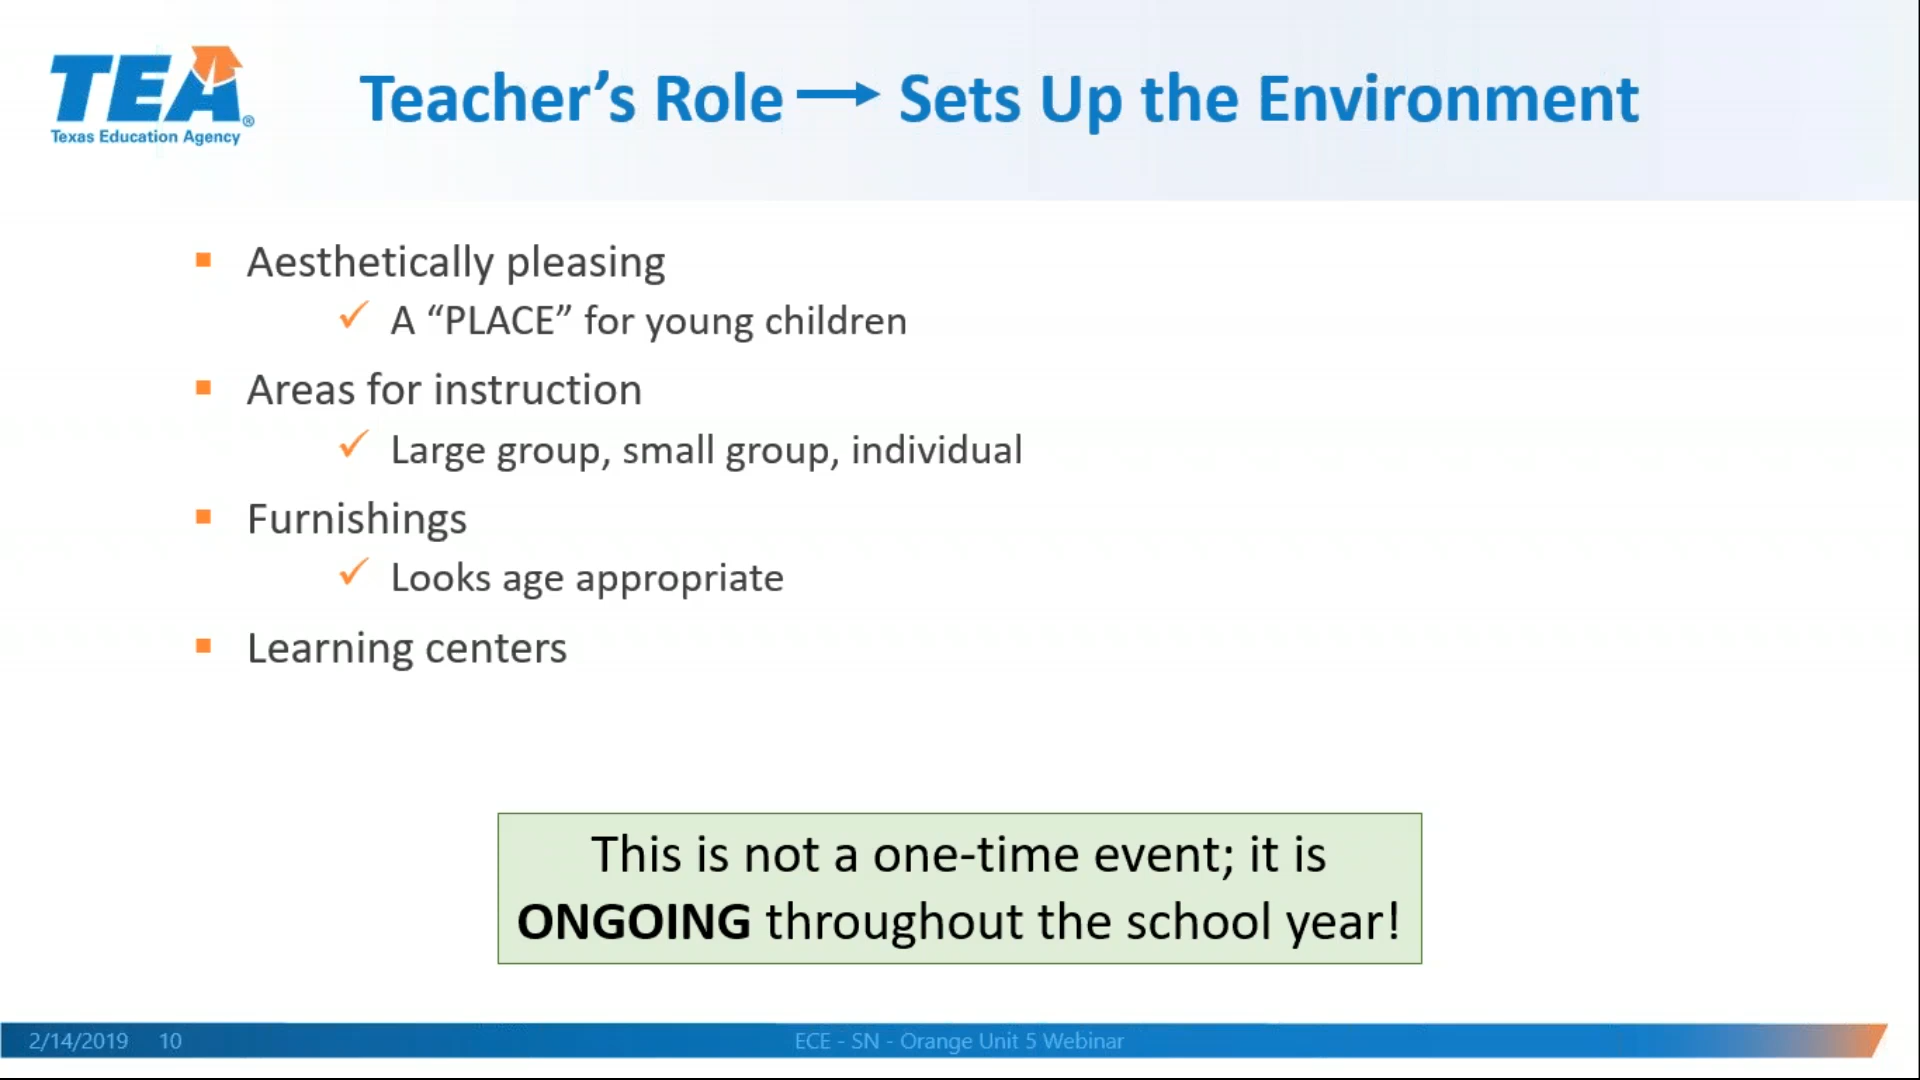 TEA®
Texas Education Agency
Teacher’s Role → Sets Up the Environment
▪ Aesthetically pleasing
✓ A “PLACE” for young children
▪ Areas for instruction
✓ Large group, small group, individual
▪ Furnishings
✓ Looks age appropriate
▪ Learning centers
This is not a one-time event; it is
ONGOING throughout the school year!
2/14/2019 10 ECE - SN - Orange Unit 5 Webinar